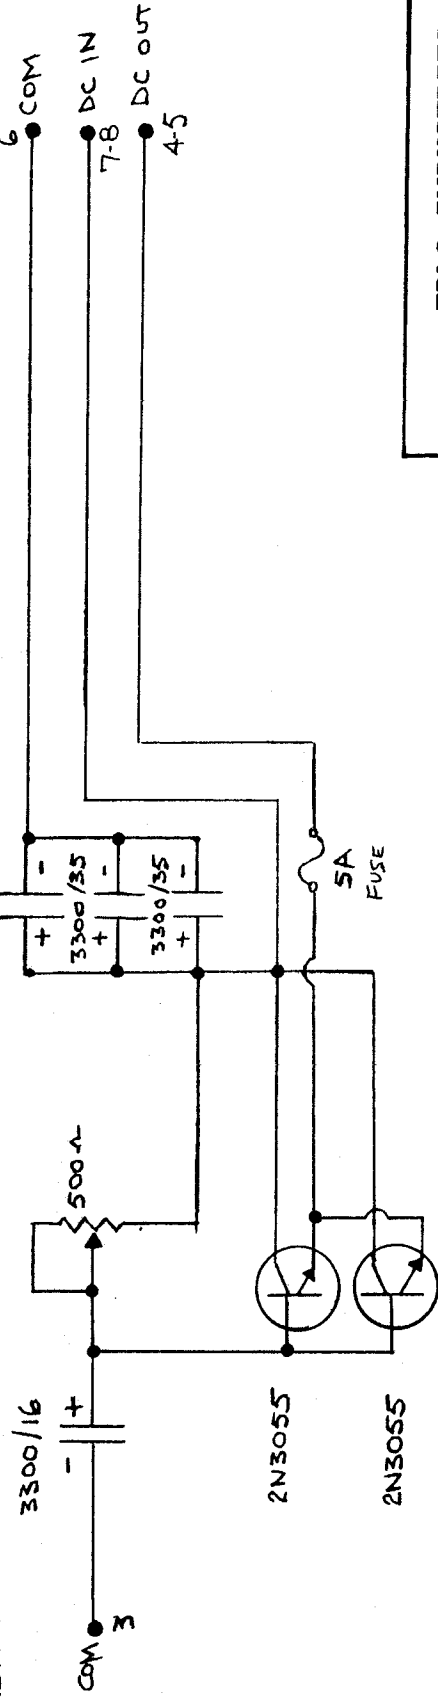 6
COM
DC IN
7-8
DC OUT
4-5
-
+
3300/35
-
+
3300/35
-
+
5A
FUSE
500Ω
3300/16
+
-
COM
3
2N3055
2N3055